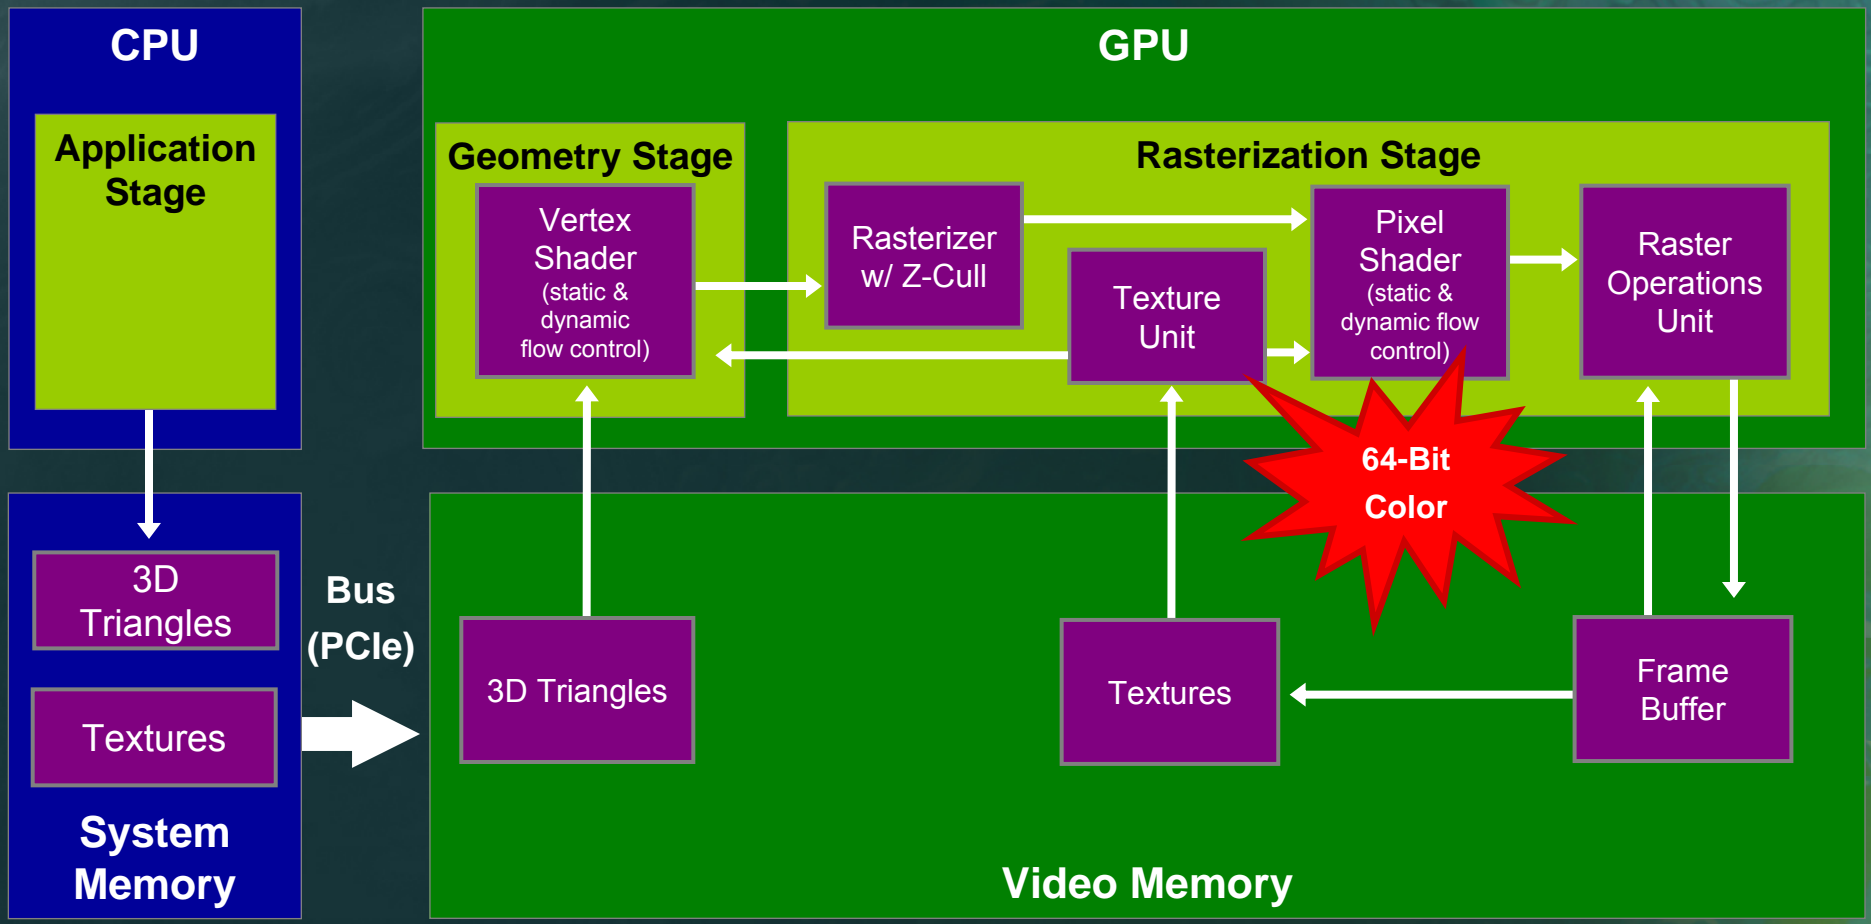 CPU
Application
Stage
GPU
Geometry Stage
Vertex
Shader
(static &
dynamic
flow control)
Rasterization Stage
Rasterizer
w/ Z-Cull
Texture
Unit
Pixel
Shader
(static &
dynamic flow
control)
Raster
Operations
Unit
64-Bit
Color
3D
Triangles
Textures
System
Memory
Bus
(PCIe)
3D Triangles
Textures
Frame
Buffer
Video Memory